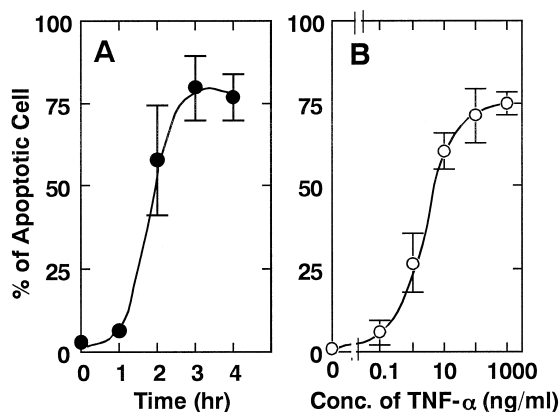 A
% of Apoptotic Cell
100
75
50
25
0
0 1 2 3 4
Time (hr)
B
100
75
50
25
0
0 0.1 10 1000
Conc. of TNF-α (ng/ml)